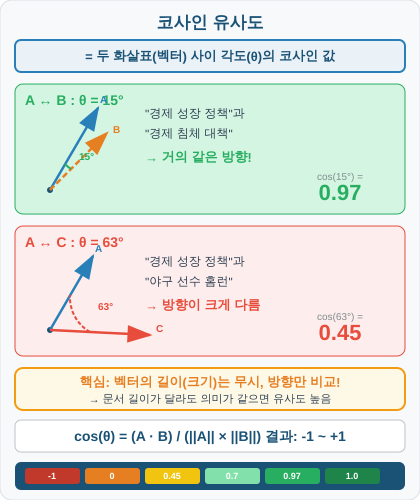 코사인 유사도
= 두 화살표(벡터) 사이 각도(θ)의 코사인 값
A ↔ B : θ = 15°
A
B
15°
"경제 성장 정책"과
"경제 침체 대책"
→ 거의 같은 방향!
cos(15°) =
0.97
A ↔ C : θ = 63°
A
C
63°
"경제 성장 정책"과
"야구 선수 홈런"
→ 방향이 크게 다름
cos(63°) =
0.45
핵심: 벡터의 길이(크기)는 무시, 방향만 비교!
→ 문서 길이가 달라도 의미가 같으면 유사도 높음
cos(θ) = (A · B) / (||A|| × ||B||) 결과: -1 ~ +1
-1 0 0.45 0.7 0.97 1.0